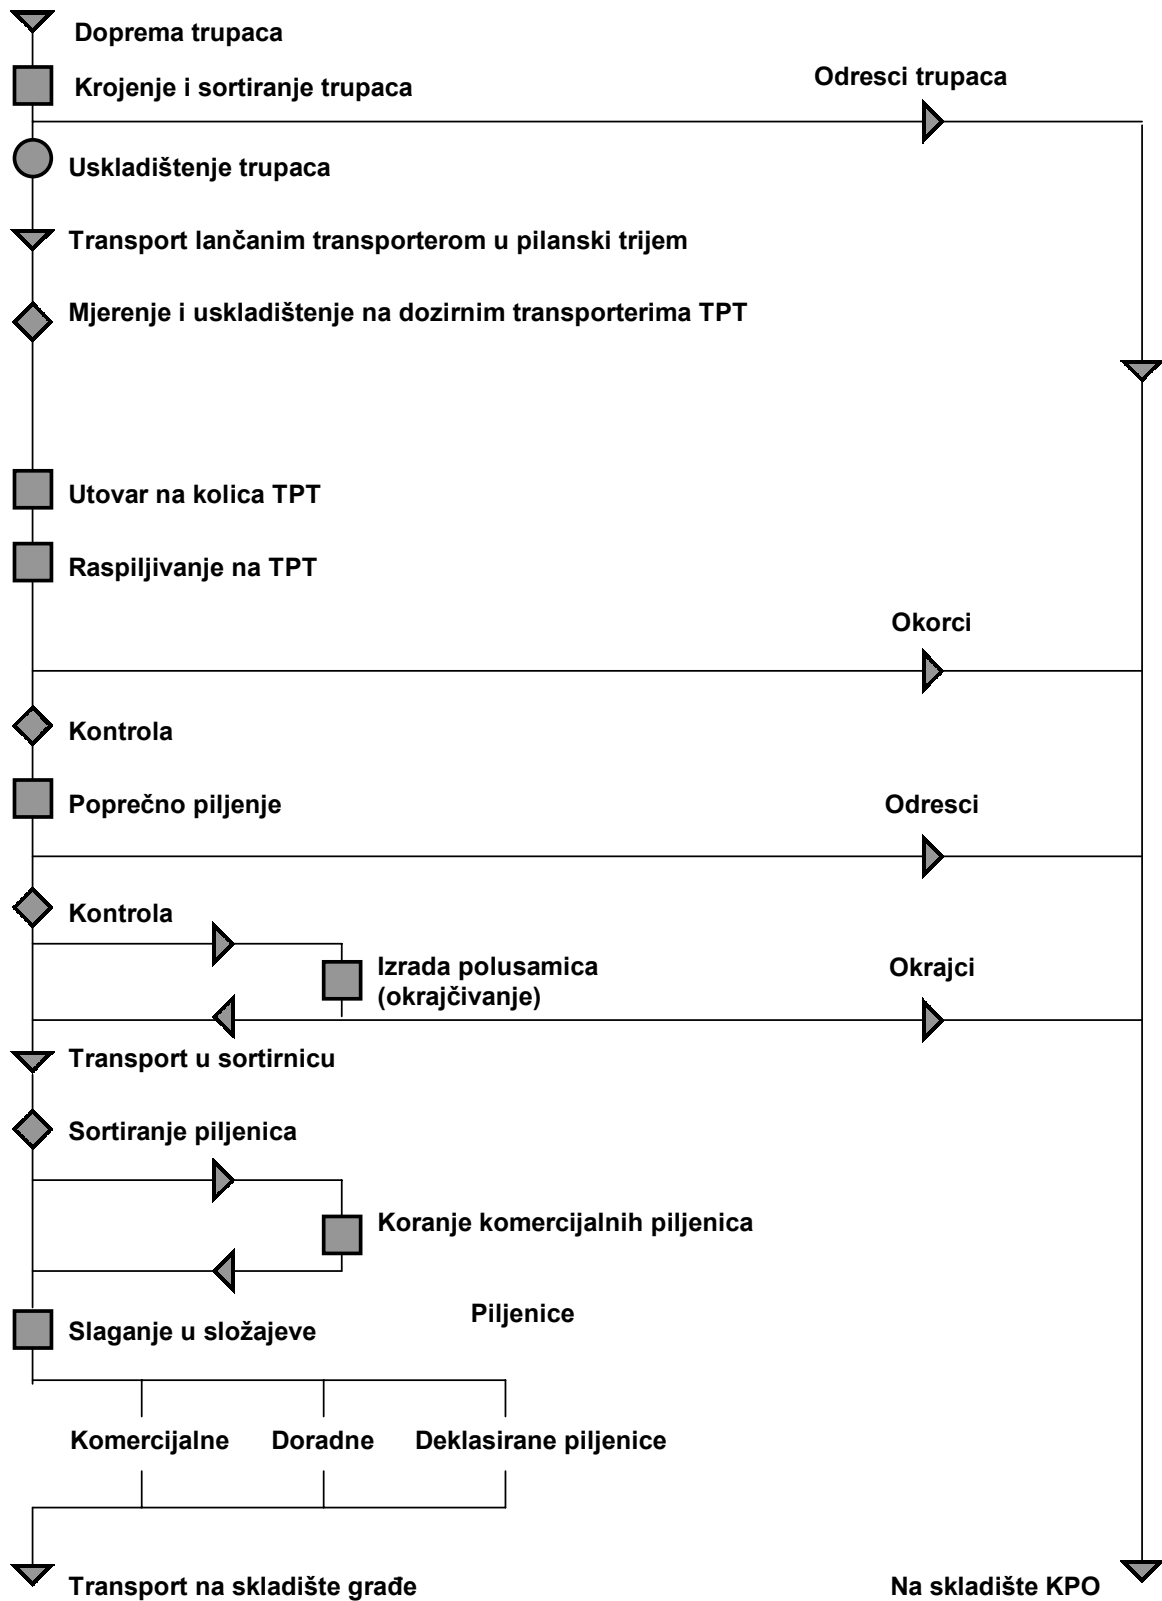 Doprema trupaca
Krojenje i sortiranje trupaca
Odresci trupaca
Uskladištenje trupaca
Transport lančanim transporterom u pilanski trijem
Mjerenje i uskladištenje na dozirnim transporterima TPT
Utovar na kolica TPT
Raspiljivanje na TPT
Okorci
Kontrola
Poprečno piljenje
Odresci
Kontrola
Izrada polusamica
(okrajčivanje)
Okrajci
Transport u sortirnicu
Sortiranje piljenica
Koranje komercijalnih piljenica
Piljenice
Slaganje u složajeve
Komercijalne
Doradne
Deklasirane piljenice
Transport na skladište građe
Na skladište KPO